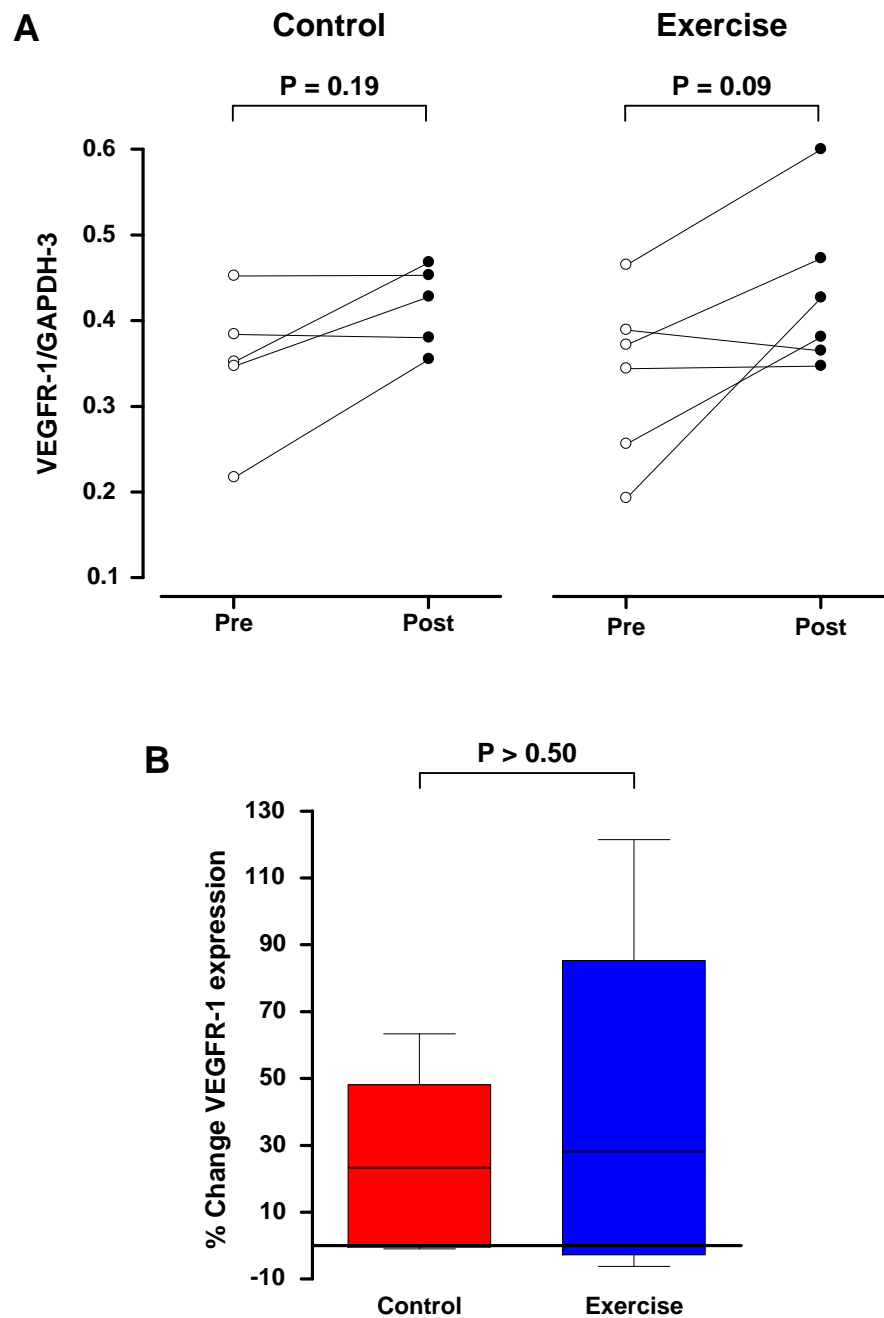 A
Control
Exercise
P = 0.19
P = 0.09
VEGFR-1/GAPDH-3
0.6
0.5
0.4
0.3
0.2
0.1
Pre
Post
Pre
Post
B
P > 0.50
% Change VEGFR-1 expression
130
110
90
70
50
30
10
-10
Control
Exercise